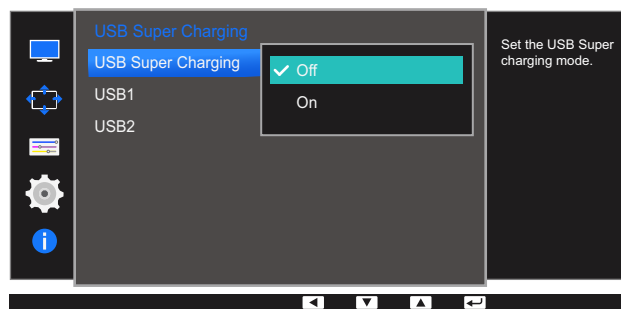 USB Super Charging
USB Super Charging
Off
On
USB1
USB2
Set the USB Super
charging mode.